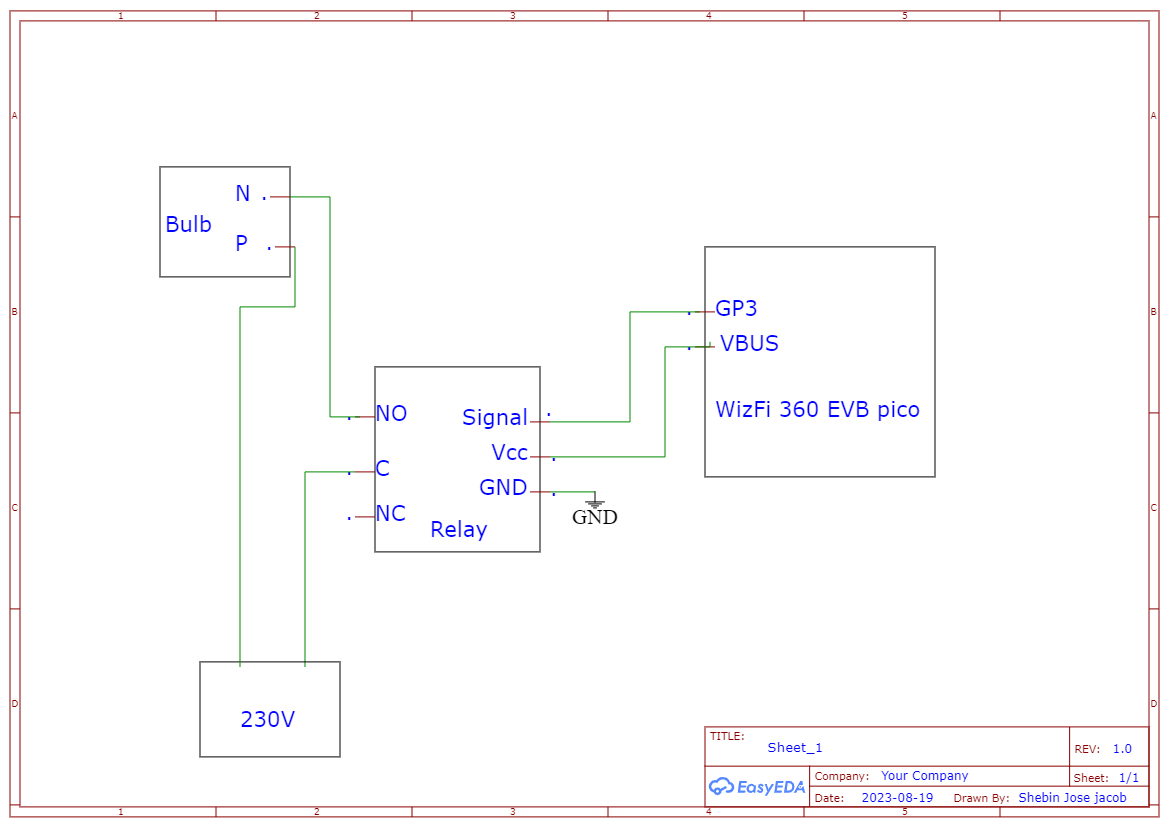 1 2 3 4 5
A A
Bulb
N
P
B B
GP3
VBUS
WizFi 360 EVB pico
NO
C
NC
Signal
Vcc
GND
Relay
GND
C C
230V
D D
TITLE:
Sheet_1
REV: 1.0
EasyEDA
Company: Your Company
Sheet: 1/1
Date: 2023-08-19 Drawn By: Shebin Jose jacob
1 2 3 4 5